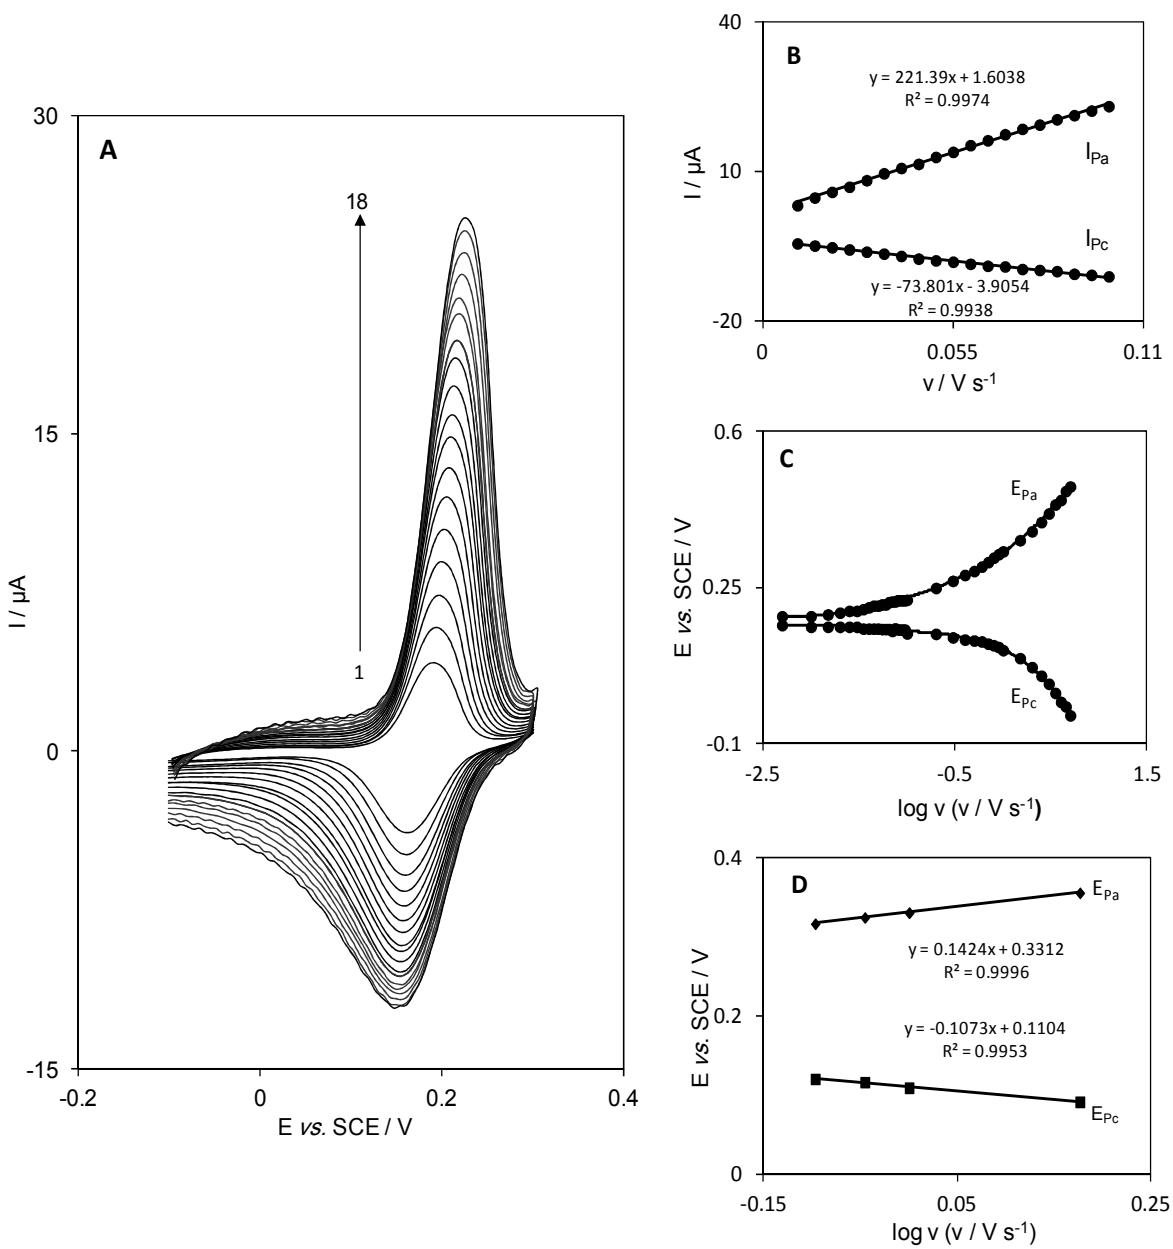 A
30
15
0
-15
-0.2
0
0.2
0.4
I / µA
E vs. SCE / V
18
1
B
40
10
-20
0
0.055
0.11
I / µA
v / V s-1
y = 221.39x + 1.6038
R² = 0.9974
IPa
IPc
y = -73.801x - 3.9054
R² = 0.9938
C
0.6
0.25
-0.1
-2.5
-0.5
1.5
E vs. SCE / V
log v (v / V s-1)
EPa
EPc
D
0.4
0.2
0
-0.15
0.05
0.25
E vs. SCE / V
log v (v / V s-1)
EPa
y = 0.1424x + 0.3312
R² = 0.9996
y = -0.1073x + 0.1104
R² = 0.9953
EPc